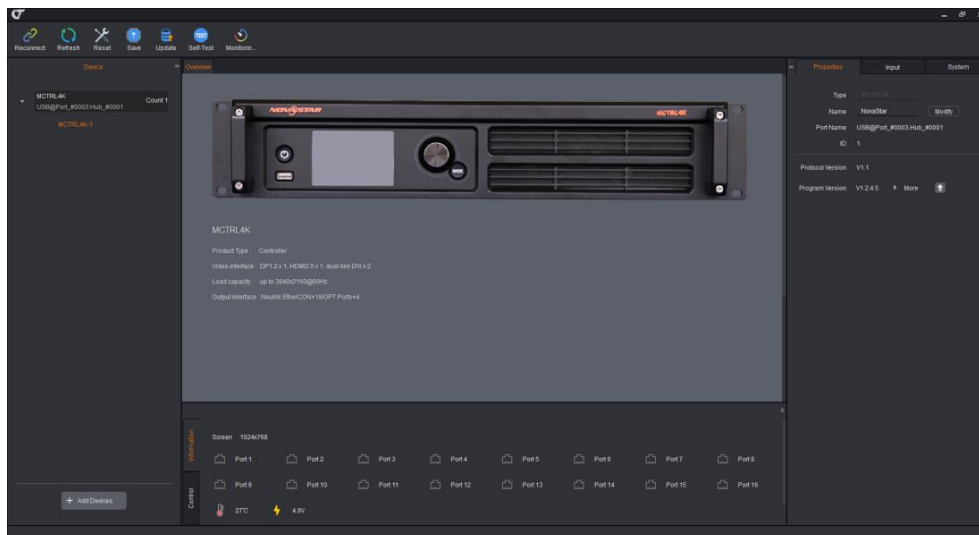 Reconnect Refresh Reset Save Update Self-Test Monitorin...
Device
Overview
Properties Input System
MCTRL4K
USB@Port_#0003.Hub_#0001
Count 1
MCTRL4K-1
Add Devices
NOVASTAR
MCTRL4K
BACK
MCTRL4K
Product Type : Controller
Video interface DP1.2 x 1, HDMI2.0 x 1, dual link DVI x 2
Load capacity up to 3840x2160@60Hz
Output interface Neutrik EtherCON×16/OPT Ports×4
Information
Control
Screen 1024x768
Port 1 Port 2 Port 3 Port 4 Port 5 Port 6 Port 7 Port 8
Port 9 Port 10 Port 11 Port 12 Port 13 Port 14 Port 15 Port 16
27°C 4.9V
Type MCTRL4K
Name NovaStar Modify
Port Name USB@Port_#0003.Hub_#0001
ID 1
Protocol Version V1.1
Program Version V1.2.4.5 More